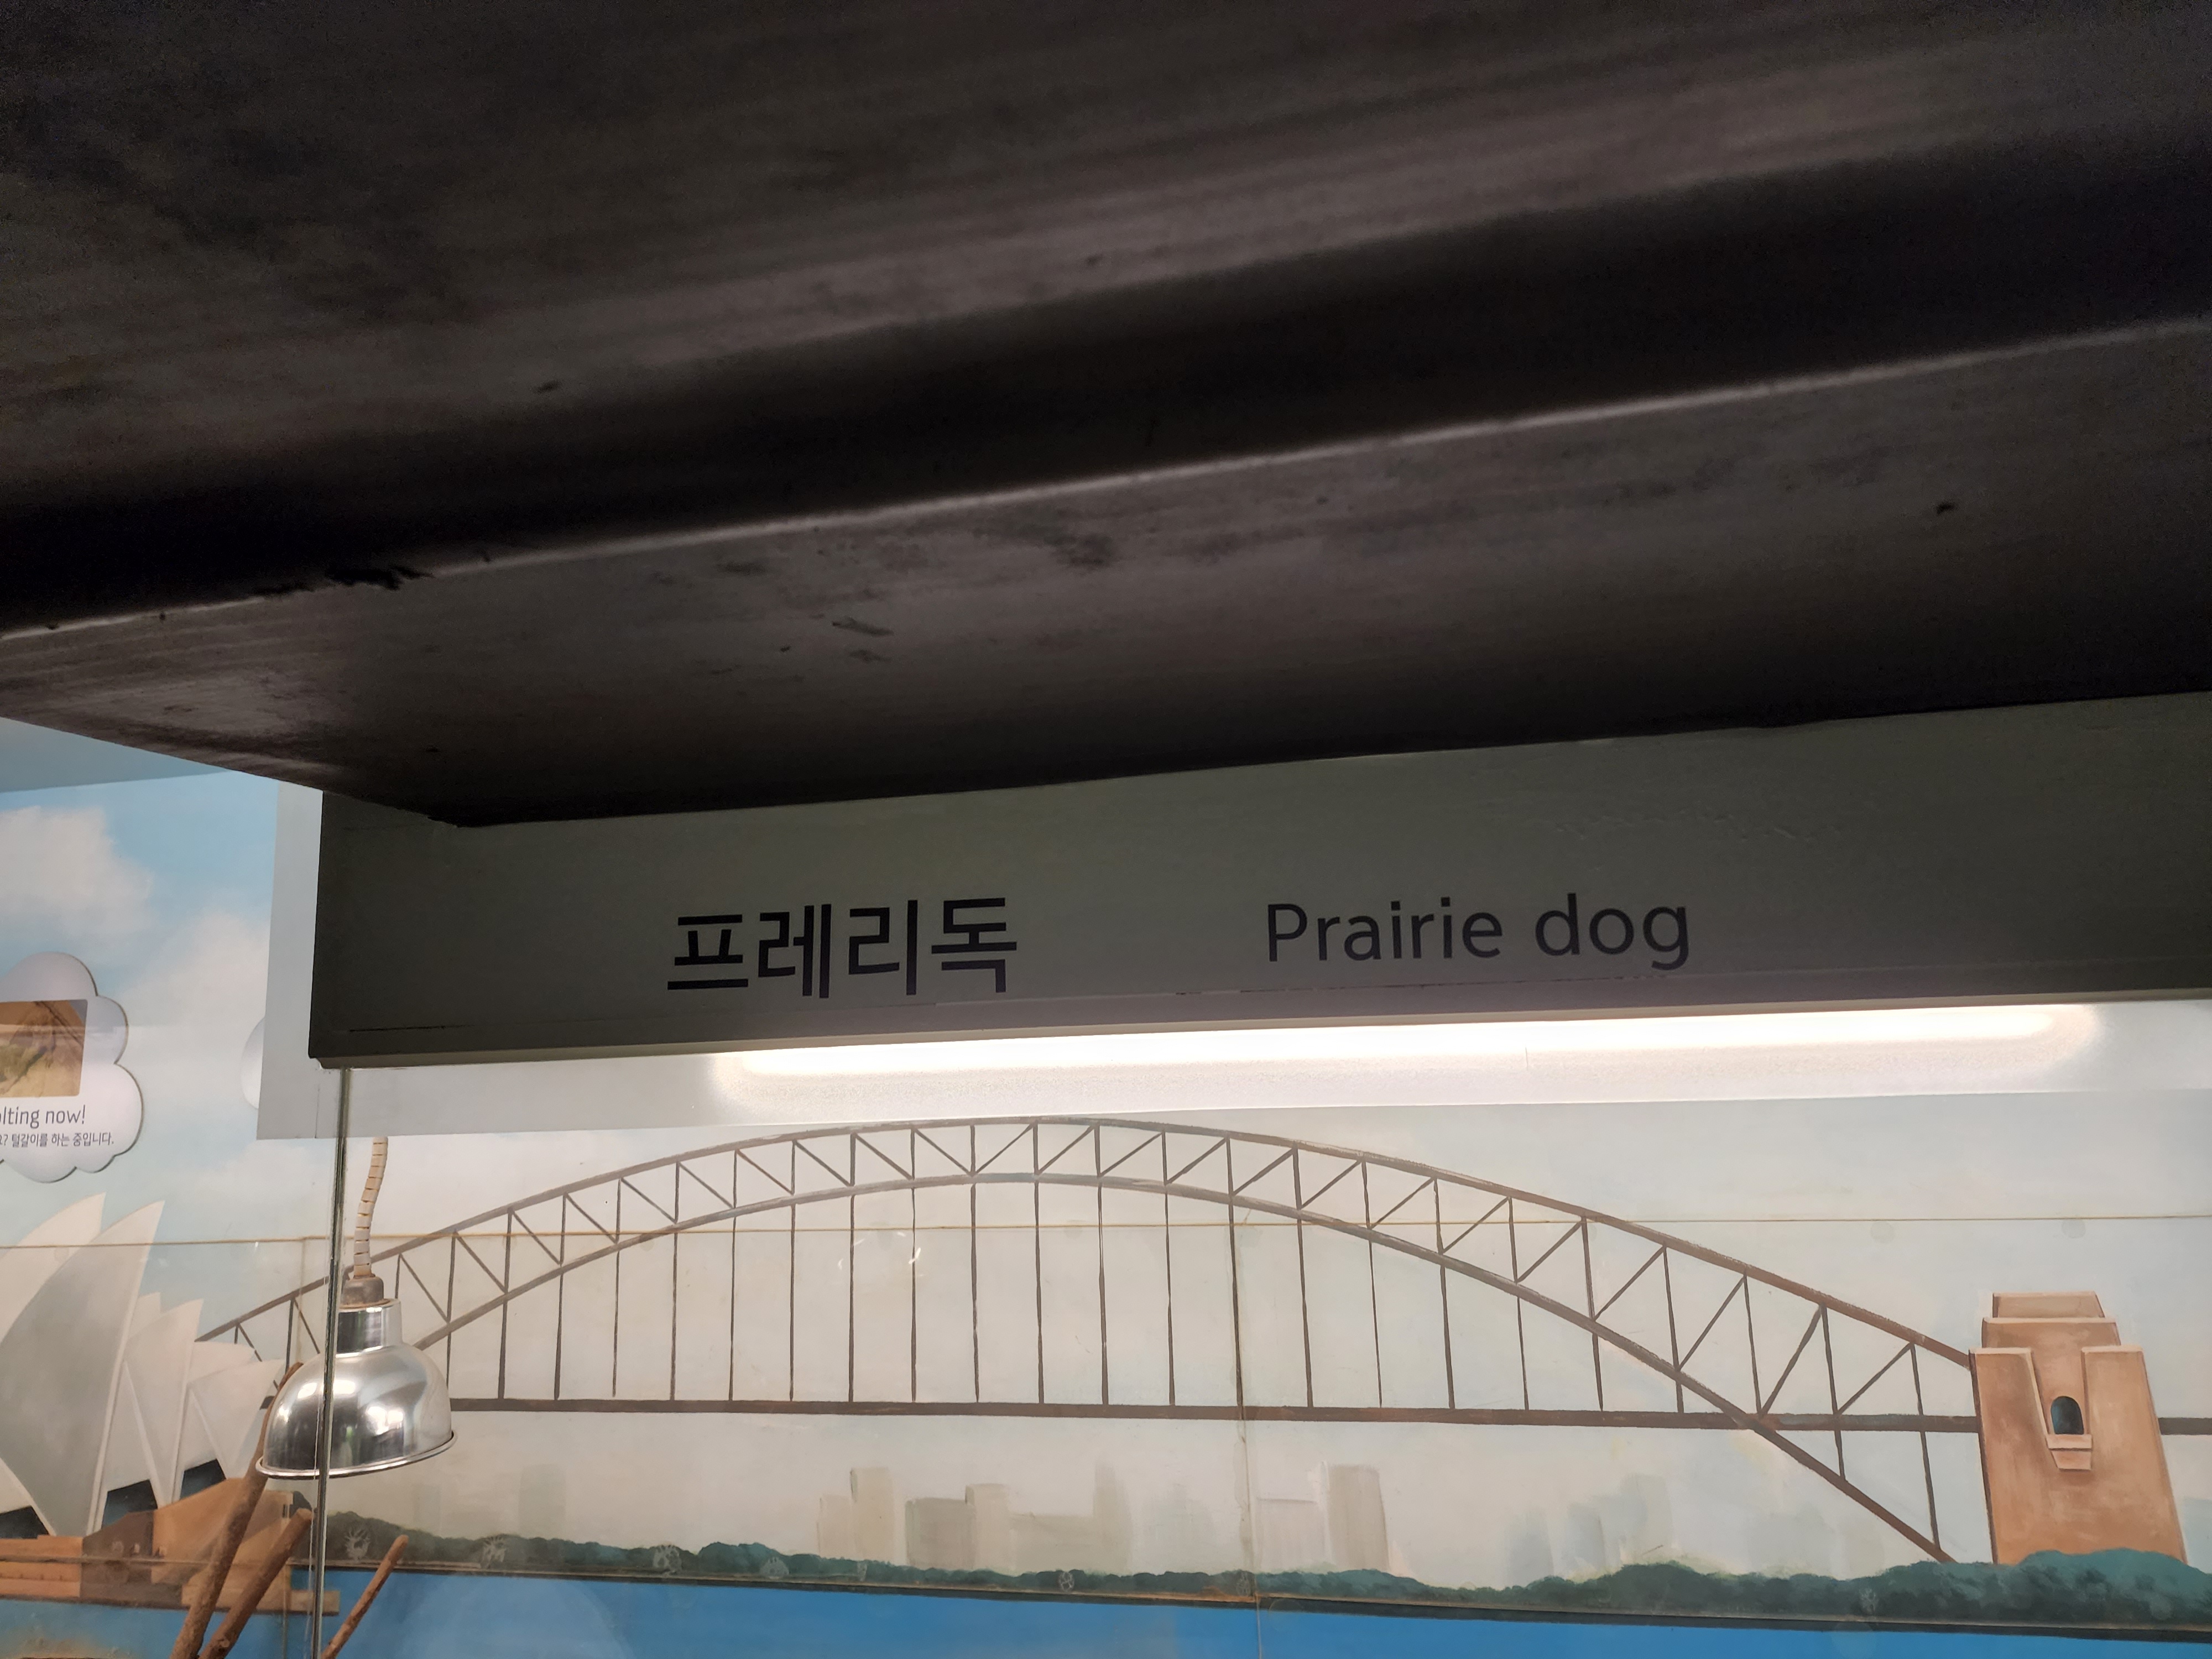 프레리독 Prairie dog
lting now!
? 털갈이를 하는 중입니다.